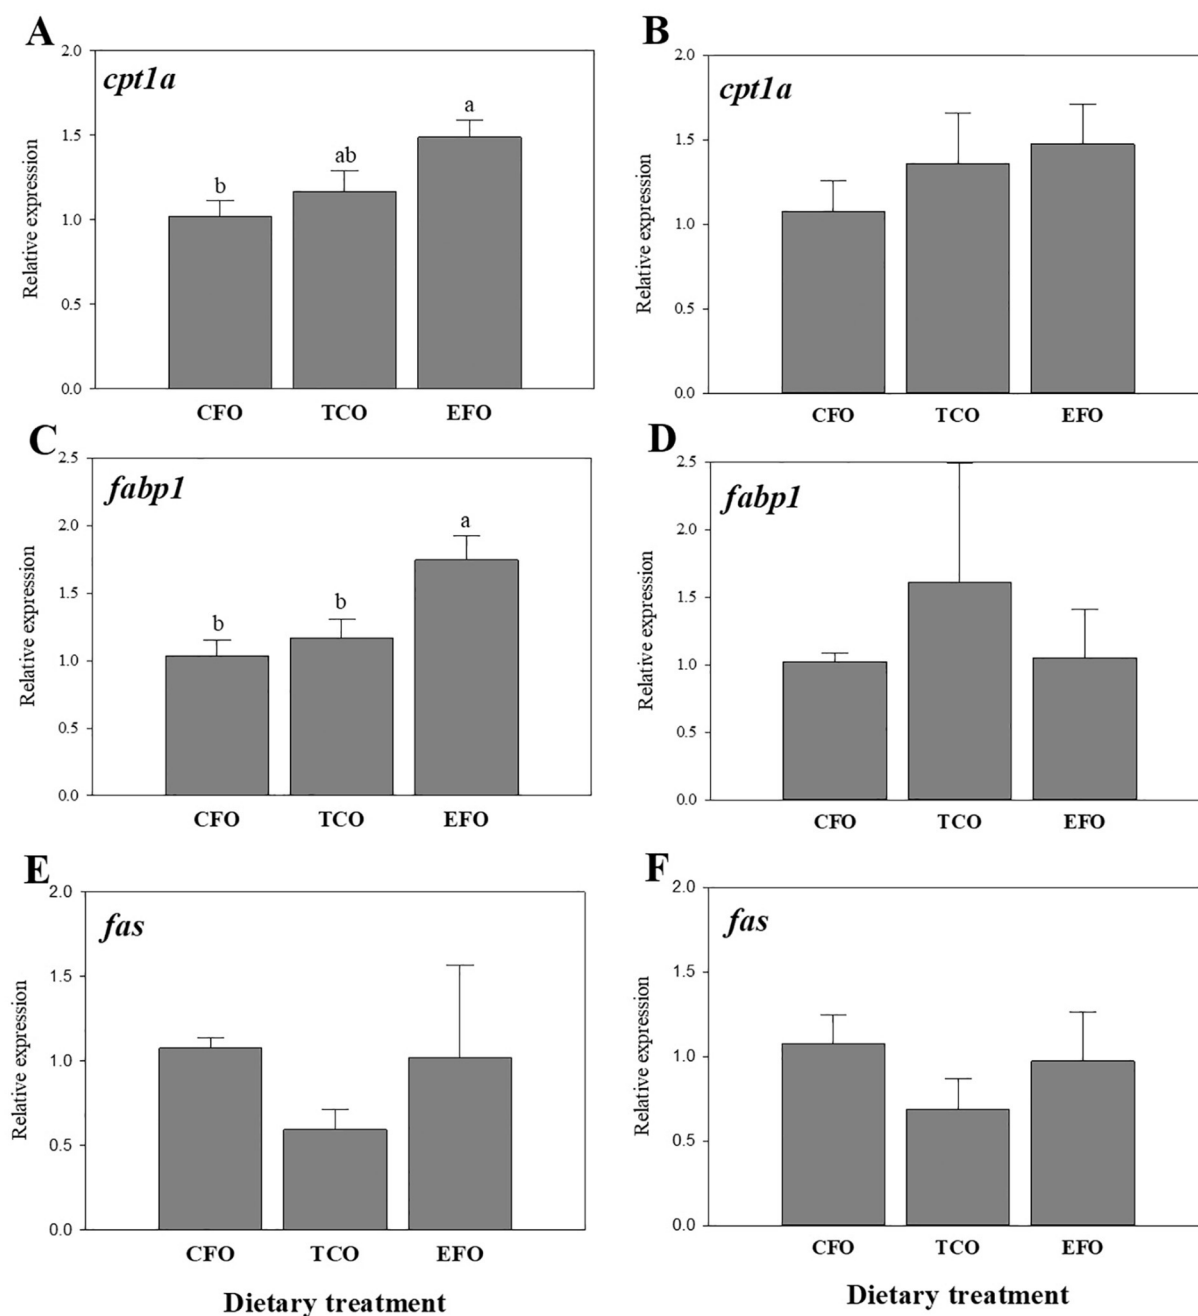 A
cpt1a
2.0
1.5
1.0
0.5
0.0
Relative expression
b
ab
a
CFO TCO EFO
B
cpt1a
2.0
1.5
1.0
0.5
0.0
Relative expression
CFO TCO EFO
C
fabp1
2.5
2.0
1.5
1.0
0.5
0.0
Relative expression
b
b
a
CFO TCO EFO
D
fabp1
2.5
2.0
1.5
1.0
0.5
0.0
Relative expression
CFO TCO EFO
E
fas
2.0
1.5
1.0
0.5
0.0
Relative expression
CFO TCO EFO
Dietary treatment
F
fas
2.0
1.5
1.0
0.5
0.0
Relative expression
CFO TCO EFO
Dietary treatment